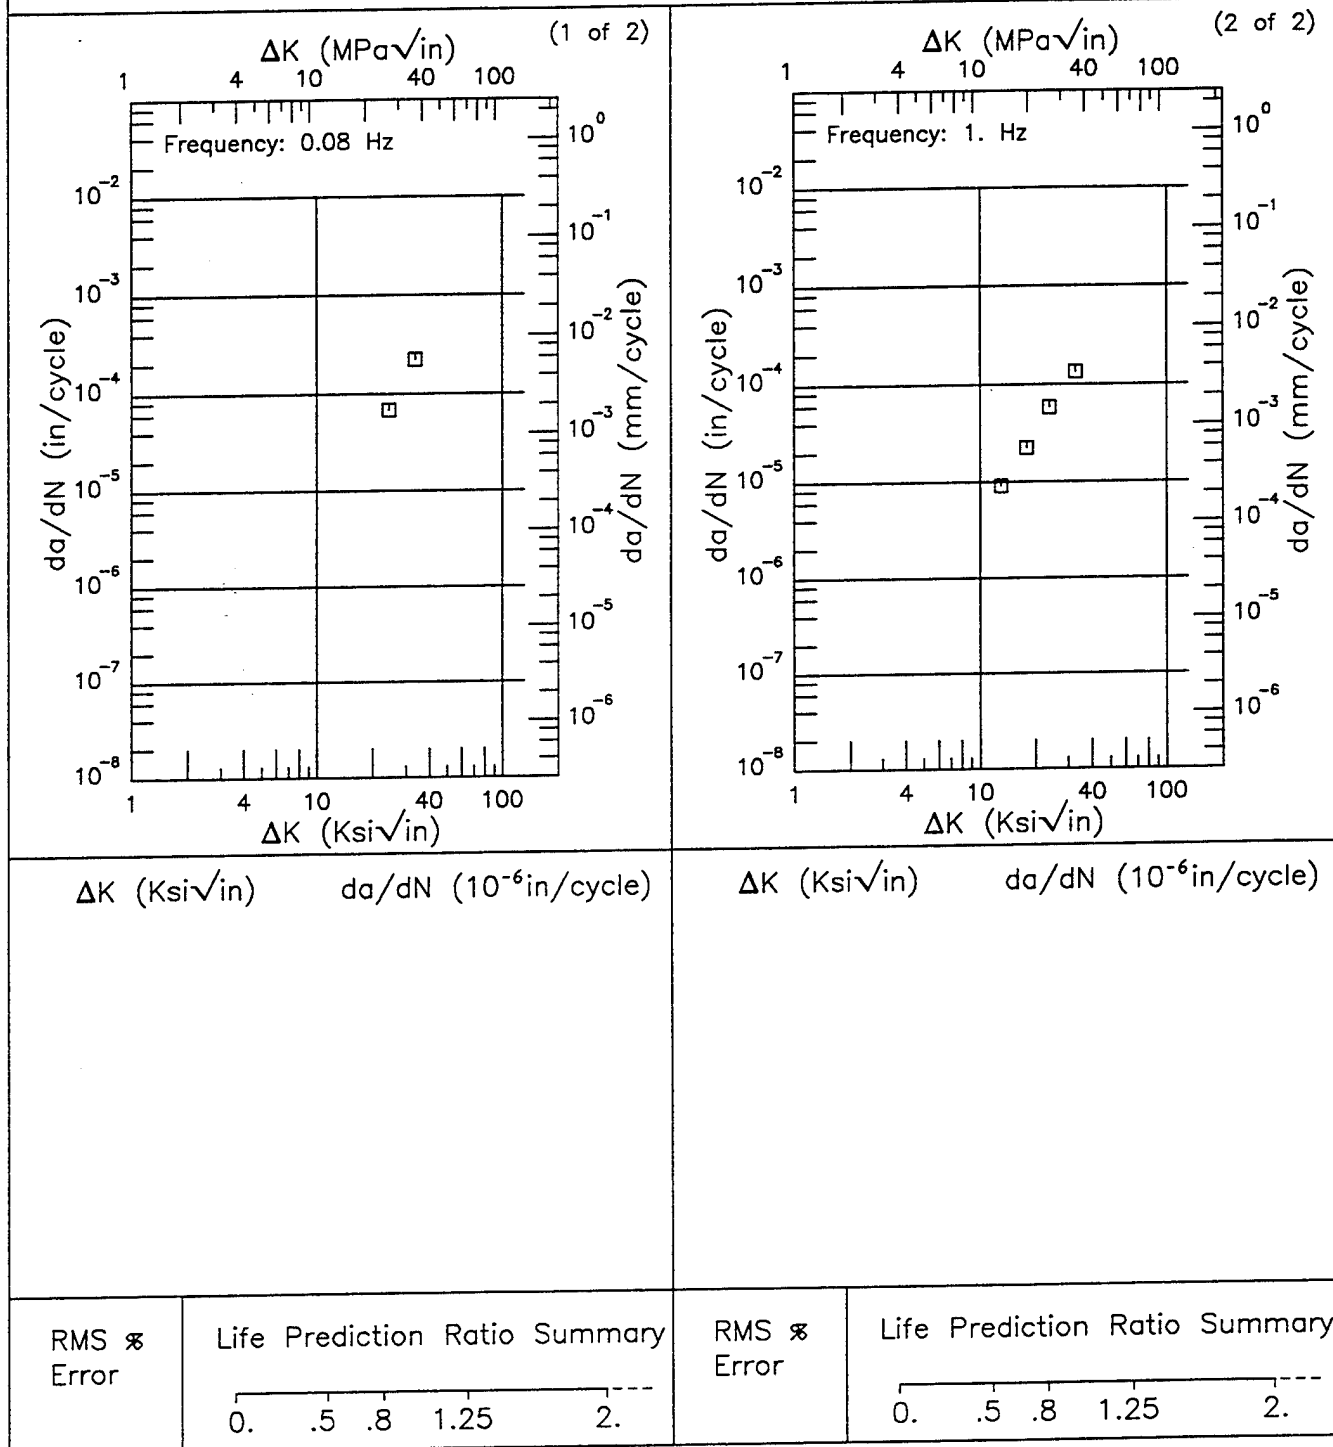 (1 of 2)
ΔK (MPa√in)
1 4 10 40 100
Frequency: 0.08 Hz
10⁰
10⁻²
10⁻¹
10⁻³
10⁻²
10⁻⁴
10⁻³
10⁻⁵
10⁻⁴
10⁻⁶
10⁻⁵
10⁻⁷
10⁻⁶
10⁻⁸
da/dN (in/cycle)
da/dN (mm/cycle)
1 4 10 40 100
ΔK (Ksi√in)
ΔK (Ksi√in) da/dN (10⁻⁶in/cycle)
RMS %
Error
Life Prediction Ratio Summary
0. .5 .8 1.25 2.
(2 of 2)
ΔK (MPa√in)
1 4 10 40 100
Frequency: 1. Hz
10⁰
10⁻²
10⁻¹
10⁻³
10⁻²
10⁻⁴
10⁻³
10⁻⁵
10⁻⁴
10⁻⁶
10⁻⁵
10⁻⁷
10⁻⁶
10⁻⁸
da/dN (in/cycle)
da/dN (mm/cycle)
1 4 10 40 100
ΔK (Ksi√in)
ΔK (Ksi√in) da/dN (10⁻⁶in/cycle)
RMS %
Error
Life Prediction Ratio Summary
0. .5 .8 1.25 2.